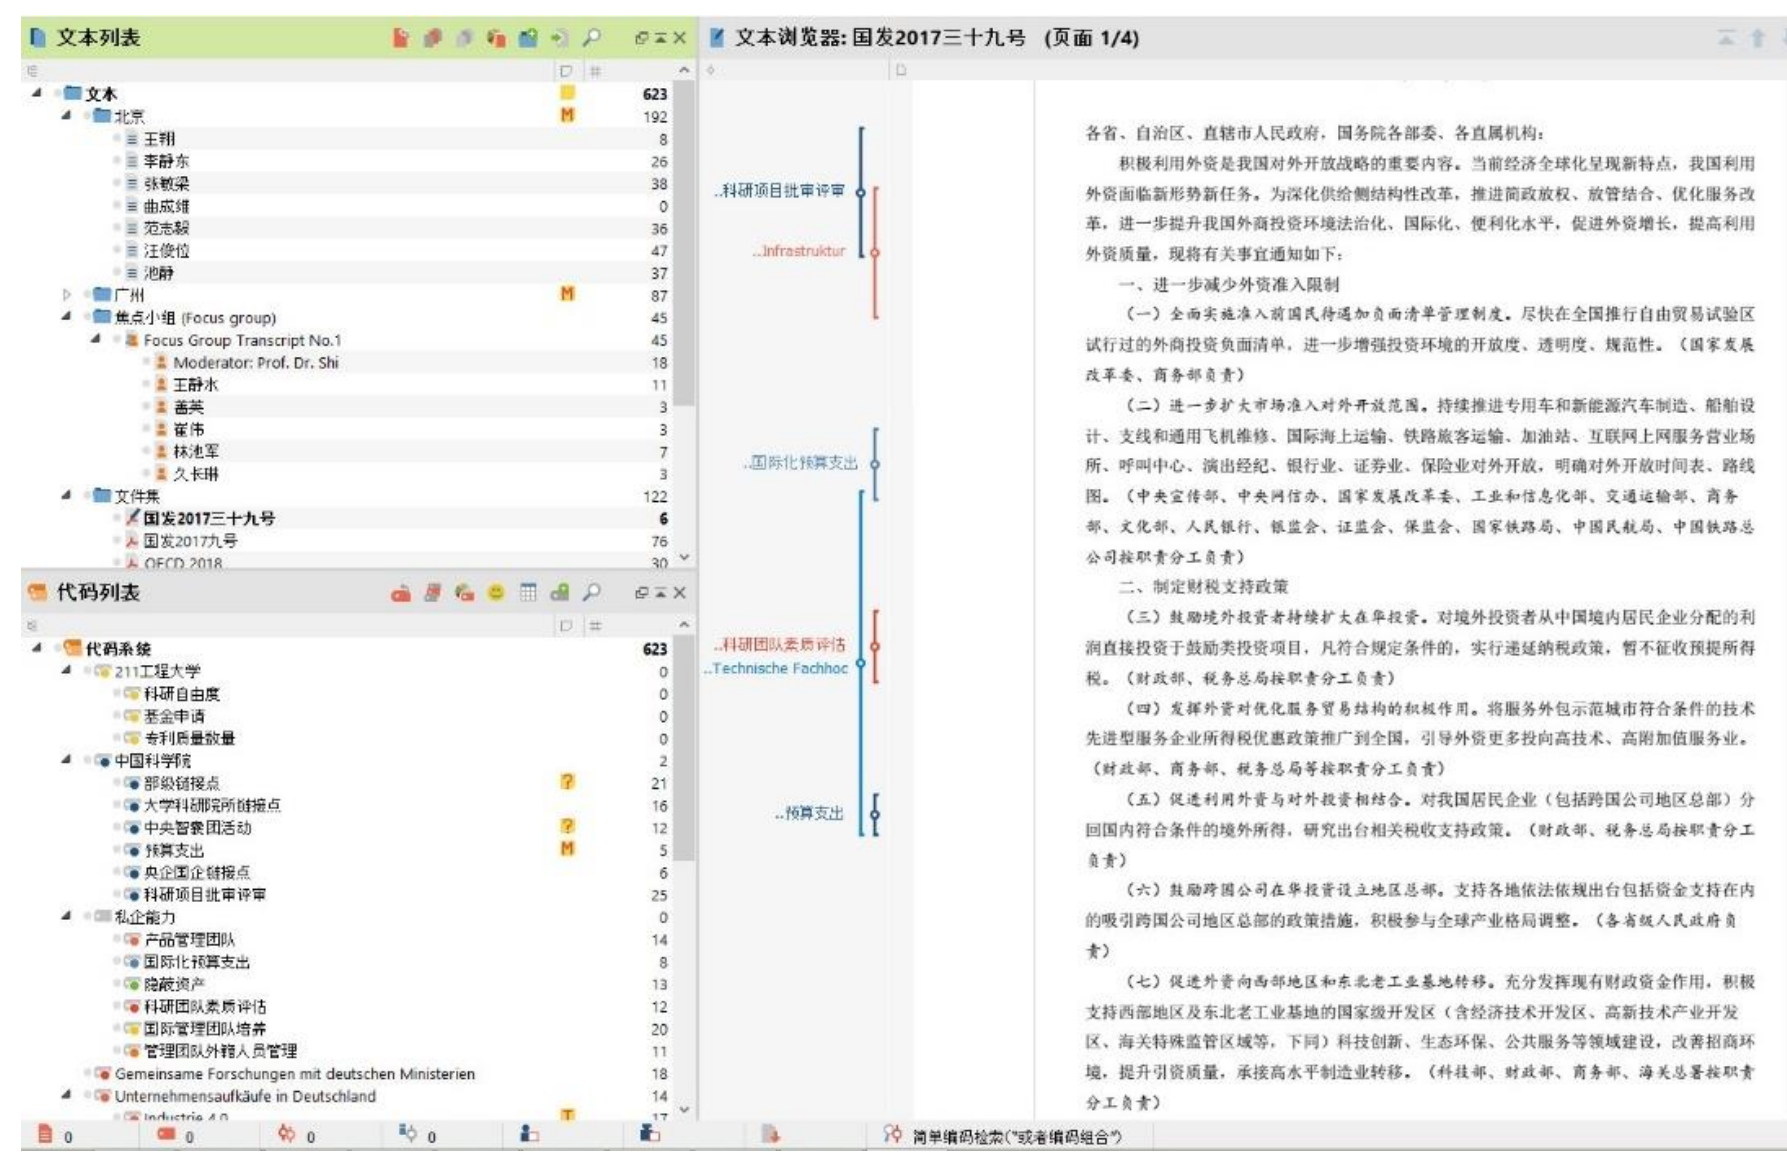 文本列表
文本 623
北京 192
王翔 8
李静东 26
张敏梁 38
曲成维 0
范志毅 36
汪俊位 47
池静 37
广州 87
焦点小组 (Focus group) 45
Focus Group Transcript No.1 45
Moderator: Prof. Dr. Shi 18
王静水 11
盖英 3
崔伟 3
林池军 7
久长琳 3
文件集 122
国发2017三十九号 6
国发2017九号 76
OECD 2018 30
代码列表
代码系统 623
211工程大学 0
科研自由度 0
基金申请 0
专利质量数量 0
中国科学院 2
部级链接点 21
大学科研院所链接点 16
中央智囊团活动 12
预算支出 5
央企国企链接点 6
科研项目批审评审 25
私企能力 0
产品管理团队 14
国际化预算支出 8
隐蔽资产 13
科研团队素质评估 12
国际管理团队培养 20
管理团队外籍人员管理 11
Gemeinsame Forschungen mit deutschen Ministerien 18
Unternehmensaufkäufe in Deutschland 14
Industrie 4.0 17
文本浏览器: 国发2017三十九号 (页面 1/4)
..科研项目批审评审
..Infrastruktur
..国际化预算支出
..科研团队素质评估
..Technische Fachhoc
..预算支出
各省、自治区、直辖市人民政府，国务院各部委、各直属机构：
积极利用外资是我国对外开放战略的重要内容。当前经济全球化呈现新特点，我国利用
外资面临新形势新任务。为深化供给侧结构性改革，推进简政放权、放管结合、优化服务改
革，进一步提升我国外商投资环境法治化、国际化、便利化水平，促进外资增长，提高利用
外资质量，现将有关事宜通知如下：
一、进一步减少外资准入限制
（一）全面实施准入前国民待遇加负面清单管理制度。尽快在全国推行自由贸易试验区
试行过的外商投资负面清单，进一步增强投资环境的开放度、透明度、规范性。（国家发展
改革委、商务部负责）
（二）进一步扩大市场准入对外开放范围。持续推进专用车和新能源汽车制造、船舶设
计、支线和通用飞机维修、国际海上运输、铁路旅客运输、加油站、互联网上网服务营业场
所、呼叫中心、演出经纪、银行业、证券业、保险业对外开放，明确对外开放时间表、路线
图。（中央宣传部、中央网信办、国家发展改革委、工业和信息化部、交通运输部、商务
部、文化部、人民银行、银监会、证监会、保监会、国家铁路局、中国民航局、中国铁路总
公司按职责分工负责）
二、制定财税支持政策
（三）鼓励境外投资者持续扩大在华投资。对境外投资者从中国境内居民企业分配的利
润直接投资于鼓励类投资项目，凡符合规定条件的，实行递延纳税政策，暂不征收预提所得
税。（财政部、税务总局按职责分工负责）
（四）发挥外资对优化服务贸易结构的积极作用。将服务外包示范城市符合条件的技术
先进型服务企业所得税优惠政策推广到全国，引导外资更多投向高技术、高附加值服务业。
（财政部、商务部、税务总局等按职责分工负责）
（五）促进利用外资与对外投资相结合。对我国居民企业（包括跨国公司地区总部）分
回国内符合条件的境外所得，研究出台相关税收支持政策。（财政部、税务总局按职责分工
负责）
（六）鼓励跨国公司在华投资设立地区总部。支持各地依法依规出台包括资金支持在内
的吸引跨国公司地区总部的政策措施，积极参与全球产业格局调整。（各省级人民政府负
责）
（七）促进外资向西部地区和东北老工业基地转移。充分发挥现有财政资金作用，积极
支持西部地区及东北老工业基地的国家级开发区（含经济技术开发区、高新技术产业开发
区、海关特殊监管区域等，下同）科技创新、生态环保、公共服务等领域建设，改善招商环
境，提升引资质量，承接高水平制造业转移。（科技部、财政部、商务部、海关总署按职责
分工负责）
0 0 0 0 简单编码检索("或者编码组合")